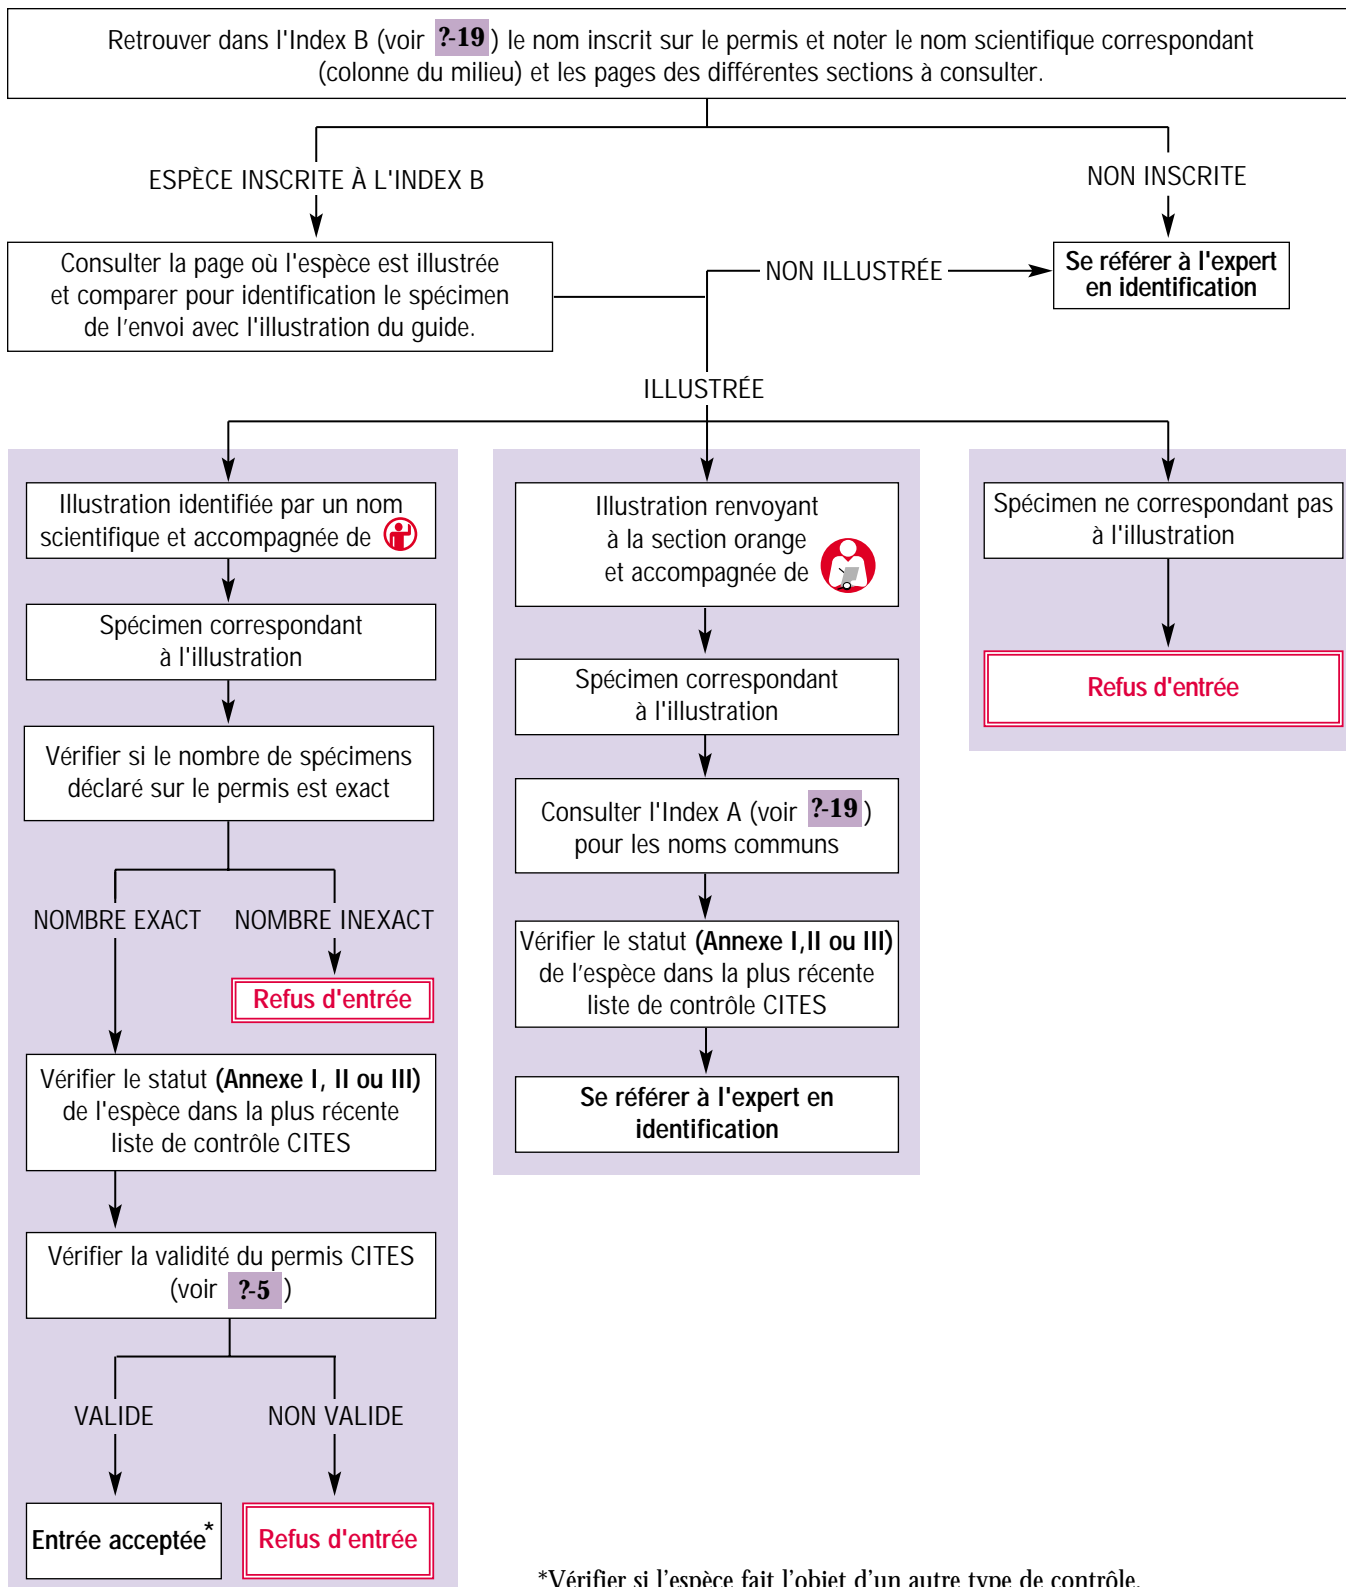 Retrouver dans l'Index B (voir ?-19) le nom inscrit sur le permis et noter le nom scientifique correspondant
(colonne du milieu) et les pages des différentes sections à consulter.
ESPÈCE INSCRITE À L'INDEX B
NON INSCRITE
Consulter la page où l'espèce est illustrée
et comparer pour identification le spécimen
de l'envoi avec l'illustration du guide.
NON ILLUSTRÉE
Se référer à l'expert
en identification
ILLUSTRÉE
Illustration identifiée par un nom
scientifique et accompagnée de
Spécimen correspondant
à l'illustration
Vérifier si le nombre de spécimens
déclaré sur le permis est exact
NOMBRE EXACT
NOMBRE INEXACT
Refus d'entrée
Vérifier le statut (Annexe I, II ou III)
de l'espèce dans la plus récente
liste de contrôle CITES
Vérifier la validité du permis CITES
(voir ?-5)
VALIDE
NON VALIDE
Entrée acceptée*
Refus d'entrée
Illustration renvoyant
à la section orange
et accompagnée de
Spécimen correspondant
à l'illustration
Consulter l'Index A (voir ?-19)
pour les noms communs
Vérifier le statut (Annexe I,II ou III)
de l'espèce dans la plus récente
liste de contrôle CITES
Se référer à l'expert en
identification
Spécimen ne correspondant pas
à l'illustration
Refus d'entrée
*Vérifier si l'espèce fait l'objet d'un autre type de contrôle.